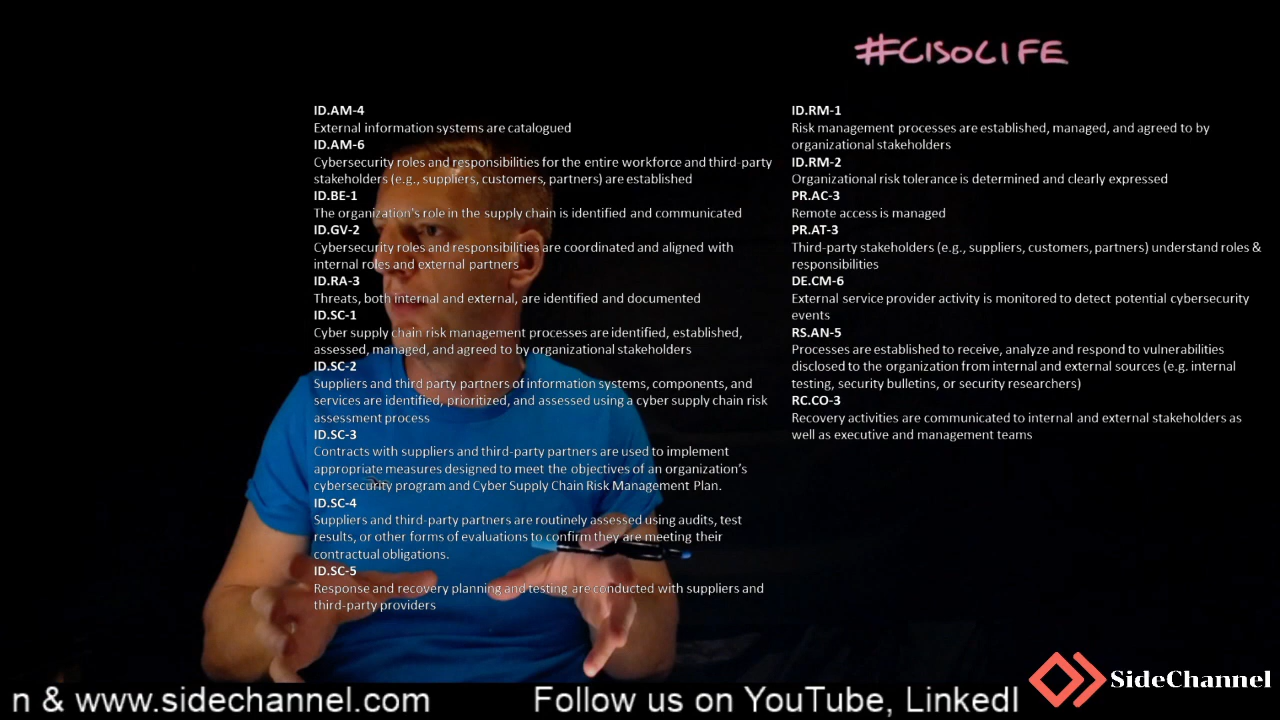 #CISOLIFE
ID.AM-4
External information systems are catalogued
ID.AM-6
Cybersecurity roles and responsibilities for the entire workforce and third-party
stakeholders (e.g., suppliers, customers, partners) are established
ID.BE-1
The organization's role in the supply chain is identified and communicated
ID.GV-2
Cybersecurity roles and responsibilities are coordinated and aligned with
internal roles and external partners
ID.RA-3
Threats, both internal and external, are identified and documented
ID.SC-1
Cyber supply chain risk management processes are identified, established,
assessed, managed, and agreed to by organizational stakeholders
ID.SC-2
Suppliers and third party partners of information systems, components, and
services are identified, prioritized, and assessed using a cyber supply chain risk
assessment process
ID.SC-3
Contracts with suppliers and third-party partners are used to implement
appropriate measures designed to meet the objectives of an organization's
cybersecurity program and Cyber Supply Chain Risk Management Plan.
ID.SC-4
Suppliers and third-party partners are routinely assessed using audits, test
results, or other forms of evaluations to confirm they are meeting their
contractual obligations.
ID.SC-5
Response and recovery planning and testing are conducted with suppliers and
third-party providers
ID.RM-1
Risk management processes are established, managed, and agreed to by
organizational stakeholders
ID.RM-2
Organizational risk tolerance is determined and clearly expressed
PR.AC-3
Remote access is managed
PR.AT-3
Third-party stakeholders (e.g., suppliers, customers, partners) understand roles &
responsibilities
DE.CM-6
External service provider activity is monitored to detect potential cybersecurity
events
RS.AN-5
Processes are established to receive, analyze and respond to vulnerabilities
disclosed to the organization from internal and external sources (e.g. internal
testing, security bulletins, or security researchers)
RC.CO-3
Recovery activities are communicated to internal and external stakeholders as
well as executive and management teams
n & www.sidechannel.com Follow us on YouTube, LinkedI
SideChannel